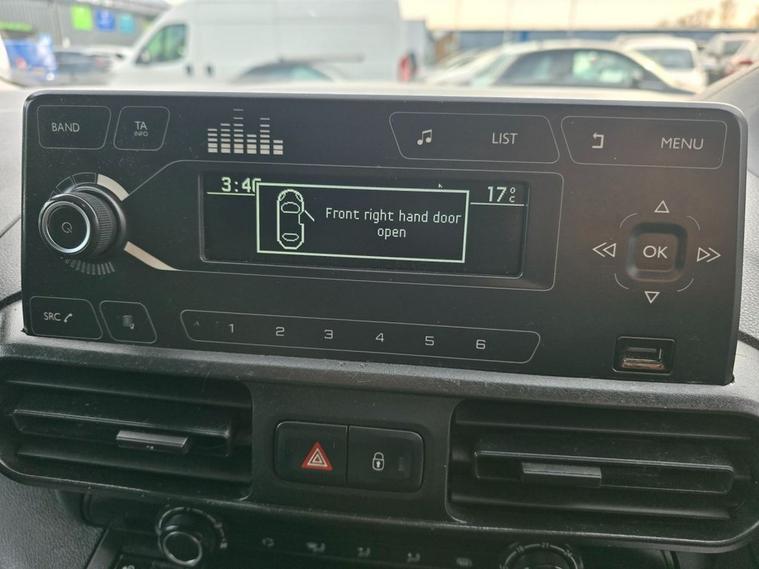 BAND
TA
INFO
LIST
MENU
3:46
17°C
Front right hand door
open
OK
SRC
1 2 3 4 5 6